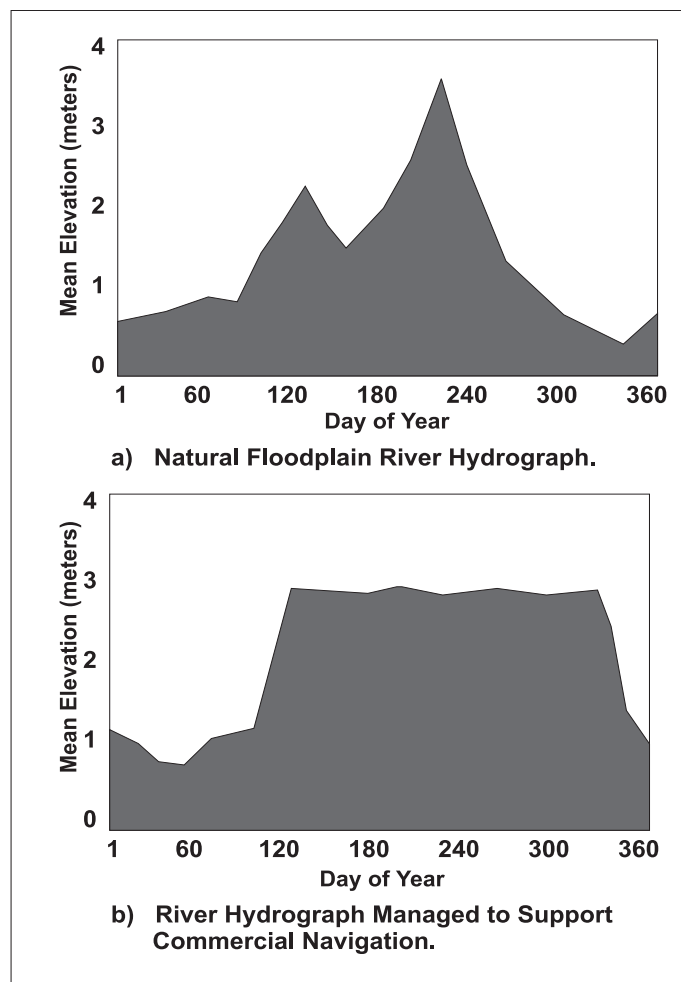 4
3
2
1
0
Mean Elevation (meters)
1 60 120 180 240 300 360
Day of Year
a) Natural Floodplain River Hydrograph.
4
3
2
1
0
Mean Elevation (meters)
1 60 120 180 240 300 360
Day of Year
b) River Hydrograph Managed to Support
Commercial Navigation.